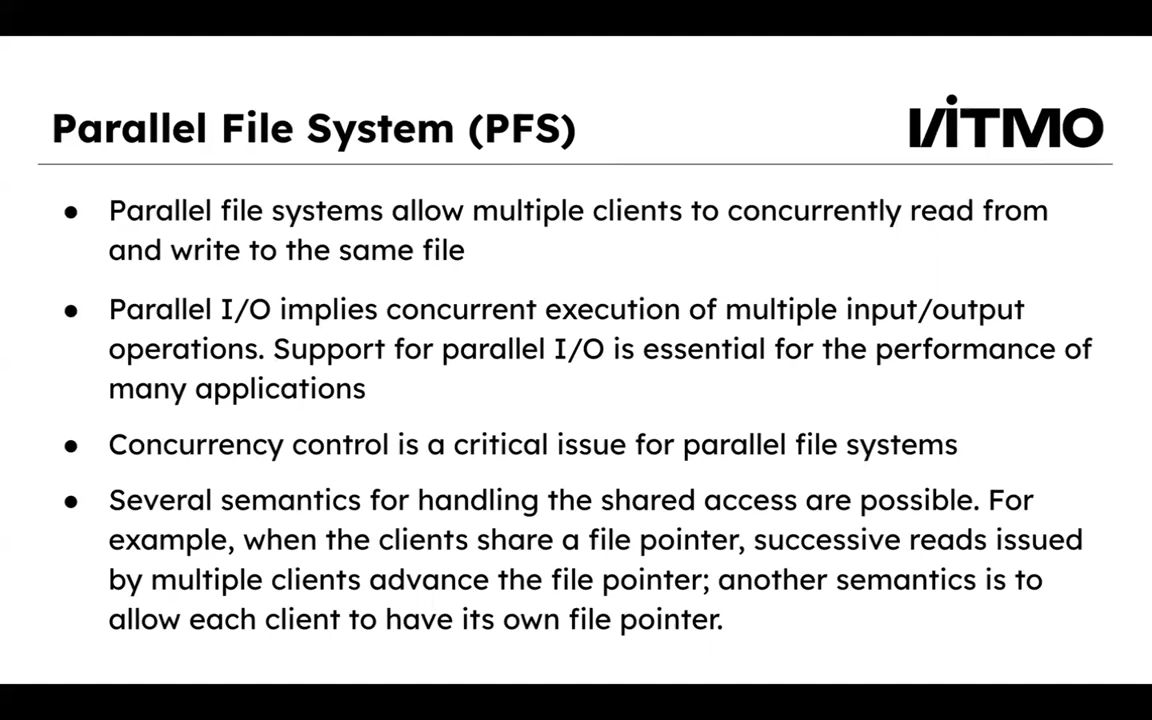 Parallel File System (PFS)
ITMO
● Parallel file systems allow multiple clients to concurrently read from
and write to the same file
● Parallel I/O implies concurrent execution of multiple input/output
operations. Support for parallel I/O is essential for the performance of
many applications
● Concurrency control is a critical issue for parallel file systems
● Several semantics for handling the shared access are possible. For
example, when the clients share a file pointer, successive reads issued
by multiple clients advance the file pointer; another semantics is to
allow each client to have its own file pointer.